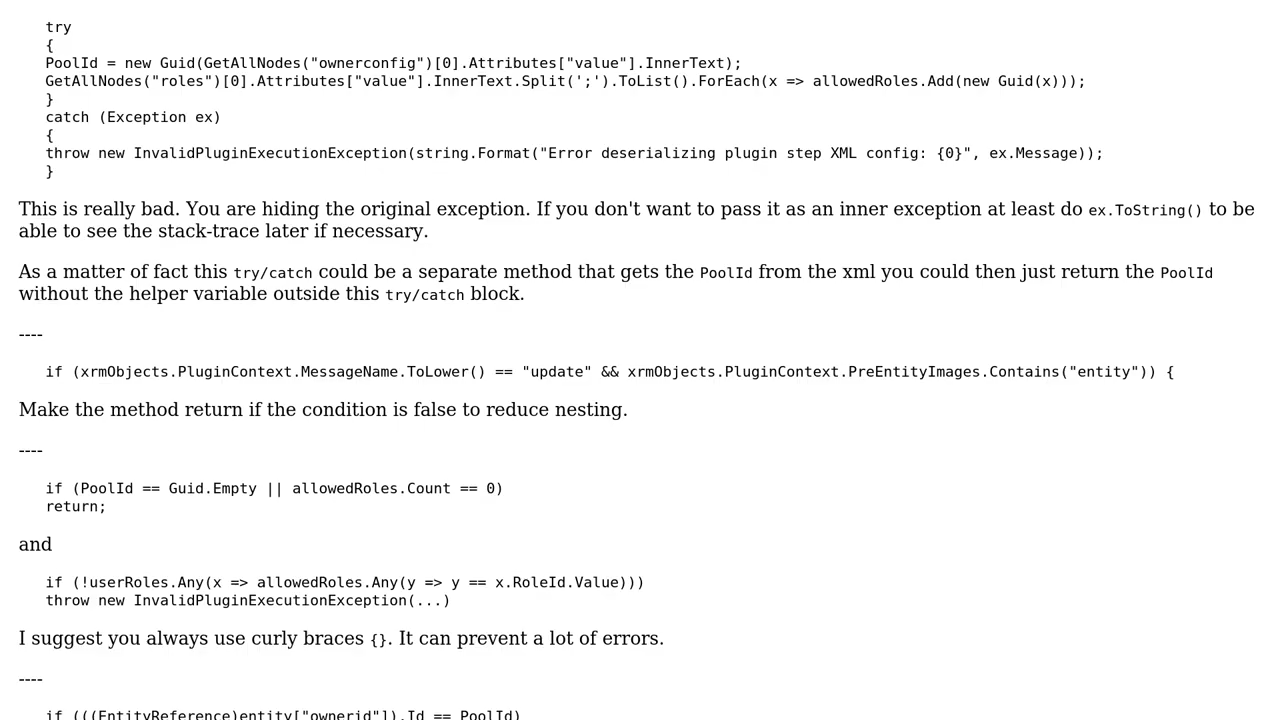 try
{
PoolId = new Guid(GetAllNodes("ownerconfig")[0].Attributes["value"].InnerText);
GetAllNodes("roles")[0].Attributes["value"].InnerText.Split(';').ToList().ForEach(x => allowedRoles.Add(new Guid(x)));
}
catch (Exception ex)
{
throw new InvalidPluginExecutionException(string.Format("Error deserializing plugin step XML config: {0}", ex.Message));
}
This is really bad. You are hiding the original exception. If you don't want to pass it as an inner exception at least do ex.ToString() to be
able to see the stack-trace later if necessary.
As a matter of fact this try/catch could be a separate method that gets the PoolId from the xml you could then just return the PoolId
without the helper variable outside this try/catch block.
----
if (xrmObjects.PluginContext.MessageName.ToLower() == "update" && xrmObjects.PluginContext.PreEntityImages.Contains("entity")) {
Make the method return if the condition is false to reduce nesting.
----
if (PoolId == Guid.Empty || allowedRoles.Count == 0)
return;
and
if (!userRoles.Any(x => allowedRoles.Any(y => y == x.RoleId.Value)))
throw new InvalidPluginExecutionException(...)
I suggest you always use curly braces {}. It can prevent a lot of errors.
----
if (((EntityReference)entity["ownerid"]).Id == PoolId)